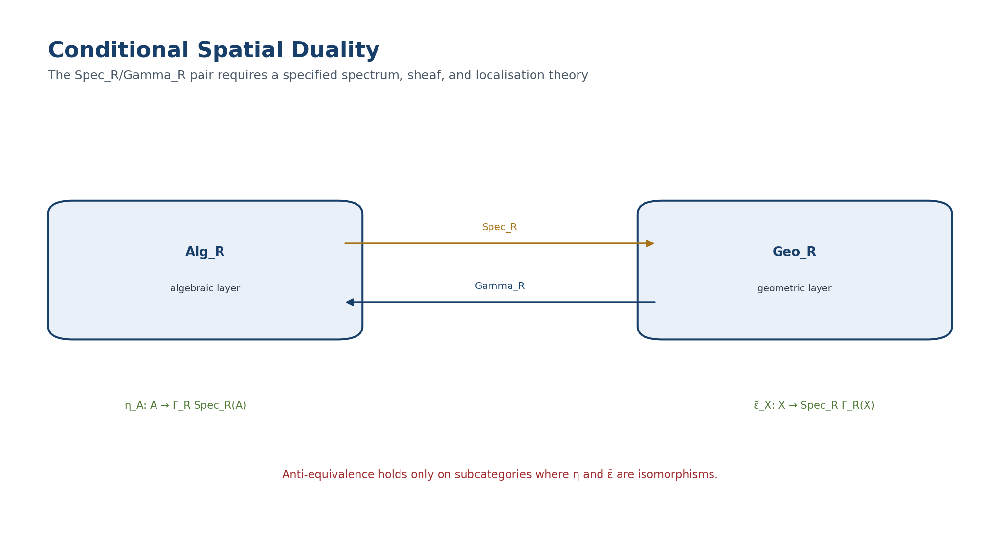 Conditional Spatial Duality
The Spec_R/Gamma_R pair requires a specified spectrum, sheaf, and localisation theory
Spec_R
Alg_R
Geo_R
algebraic layer
Gamma_R
geometric layer
η_A: A → Γ_R Spec_R(A)
ε̄_X: X → Spec_R Γ_R(X)
Anti-equivalence holds only on subcategories where η and ε̄ are isomorphisms.